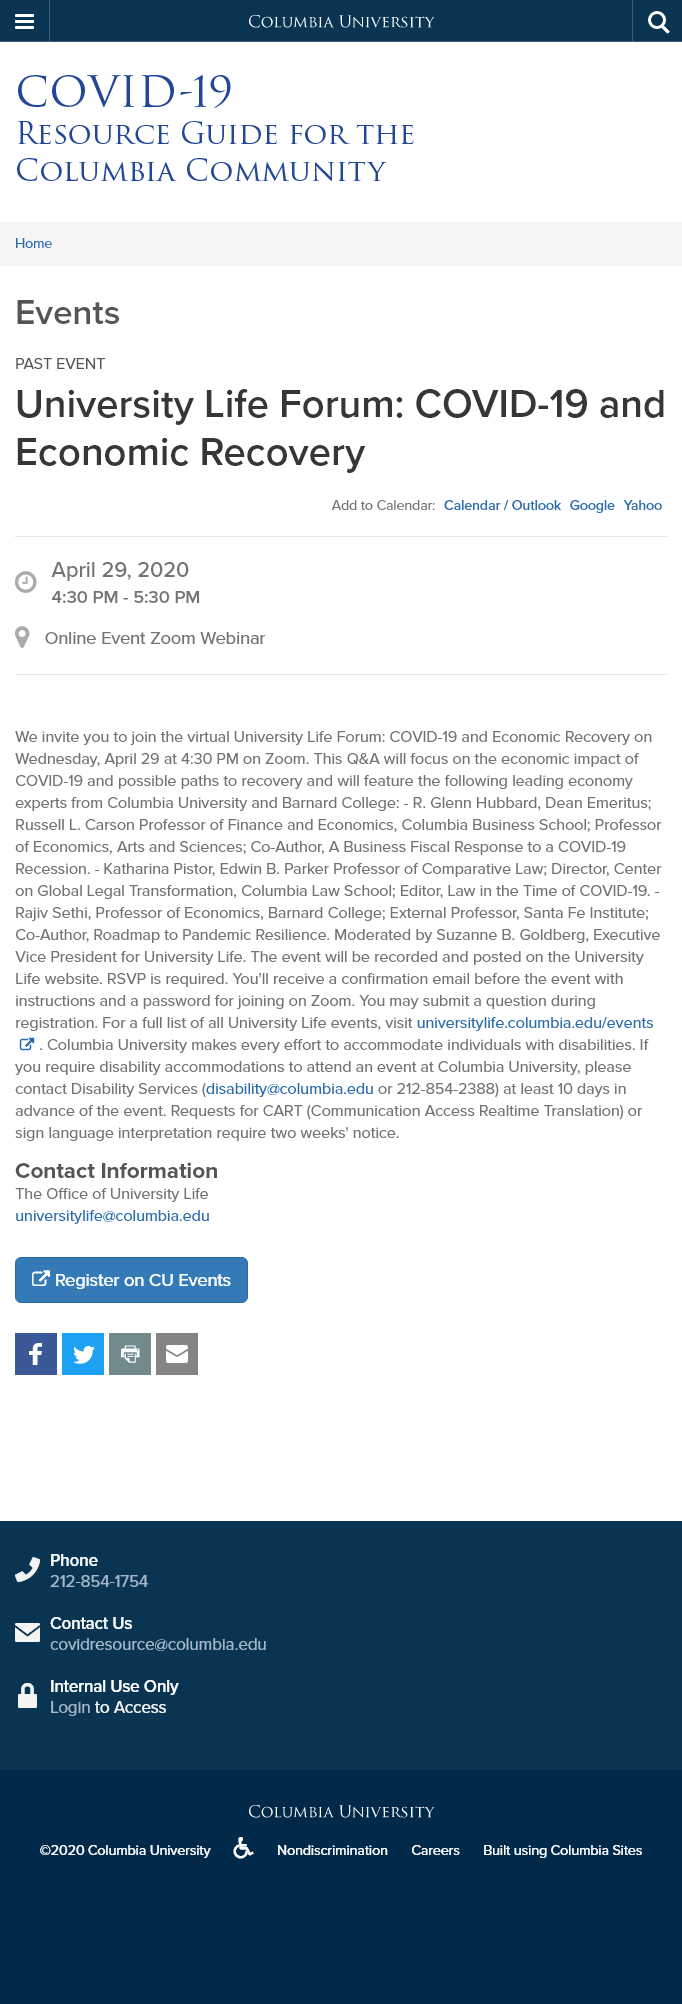 Columbia University
COVID-19
Resource Guide for the
Columbia Community
Home
Events
PAST EVENT
University Life Forum: COVID-19 and
Economic Recovery
Add to Calendar: Calendar / Outlook Google Yahoo
April 29, 2020
4:30 PM - 5:30 PM
Online Event Zoom Webinar
We invite you to join the virtual University Life Forum: COVID-19 and Economic Recovery on
Wednesday, April 29 at 4:30 PM on Zoom. This Q&A will focus on the economic impact of
COVID-19 and possible paths to recovery and will feature the following leading economy
experts from Columbia University and Barnard College: - R. Glenn Hubbard, Dean Emeritus;
Russell L. Carson Professor of Finance and Economics, Columbia Business School; Professor
of Economics, Arts and Sciences; Co-Author, A Business Fiscal Response to a COVID-19
Recession. - Katharina Pistor, Edwin B. Parker Professor of Comparative Law; Director, Center
on Global Legal Transformation, Columbia Law School; Editor, Law in the Time of COVID-19. -
Rajiv Sethi, Professor of Economics, Barnard College; External Professor, Santa Fe Institute;
Co-Author, Roadmap to Pandemic Resilience. Moderated by Suzanne B. Goldberg, Executive
Vice President for University Life. The event will be recorded and posted on the University
Life website. RSVP is required. You'll receive a confirmation email before the event with
instructions and a password for joining on Zoom. You may submit a question during
registration. For a full list of all University Life events, visit universitylife.columbia.edu/events
. Columbia University makes every effort to accommodate individuals with disabilities. If
you require disability accommodations to attend an event at Columbia University, please
contact Disability Services (disability@columbia.edu or 212-854-2388) at least 10 days in
advance of the event. Requests for CART (Communication Access Realtime Translation) or
sign language interpretation require two weeks' notice.
Contact Information
The Office of University Life
universitylife@columbia.edu
Register on CU Events
Phone
212-854-1754
Contact Us
covidresource@columbia.edu
Internal Use Only
Login to Access
Columbia University
©2020 Columbia University Nondiscrimination Careers Built using Columbia Sites